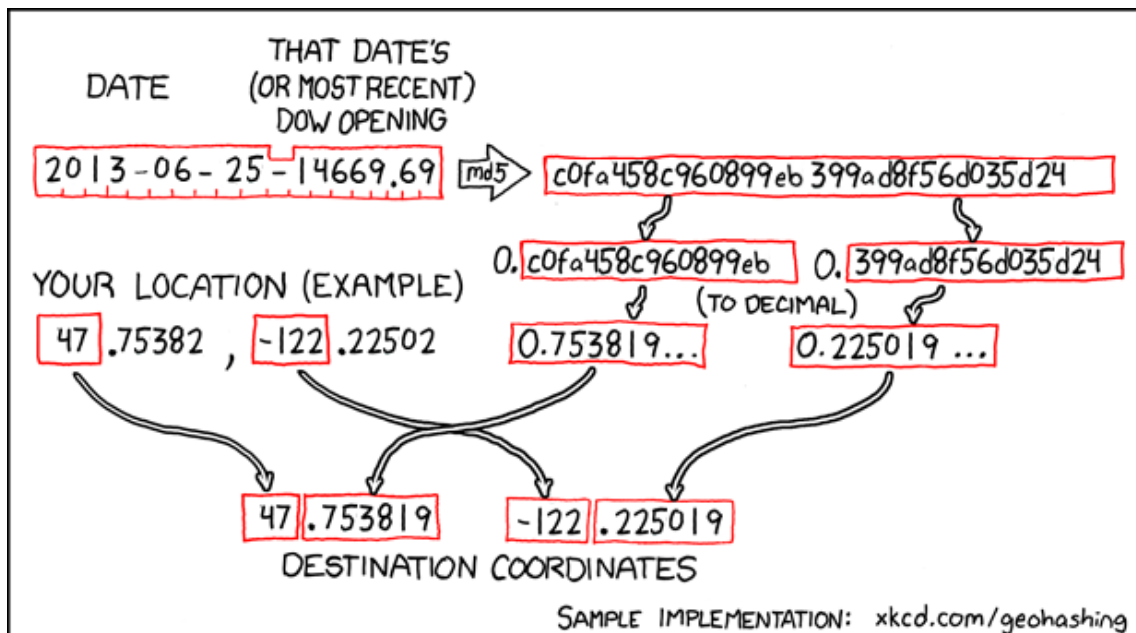 DATE
THAT DATE'S
(OR MOST RECENT)
DOW OPENING
2013-06-25-14669.69
md5
c0fa458c960899eb399ad8f56d035d24
0.c0fa458c960899eb
0.399ad8f56d035d24
YOUR LOCATION (EXAMPLE)
(TO DECIMAL)
47.75382, -122.22502
0.753819...
0.225019...
47.753819
-122.225019
DESTINATION COORDINATES
SAMPLE IMPLEMENTATION: xkcd.com/geohashing